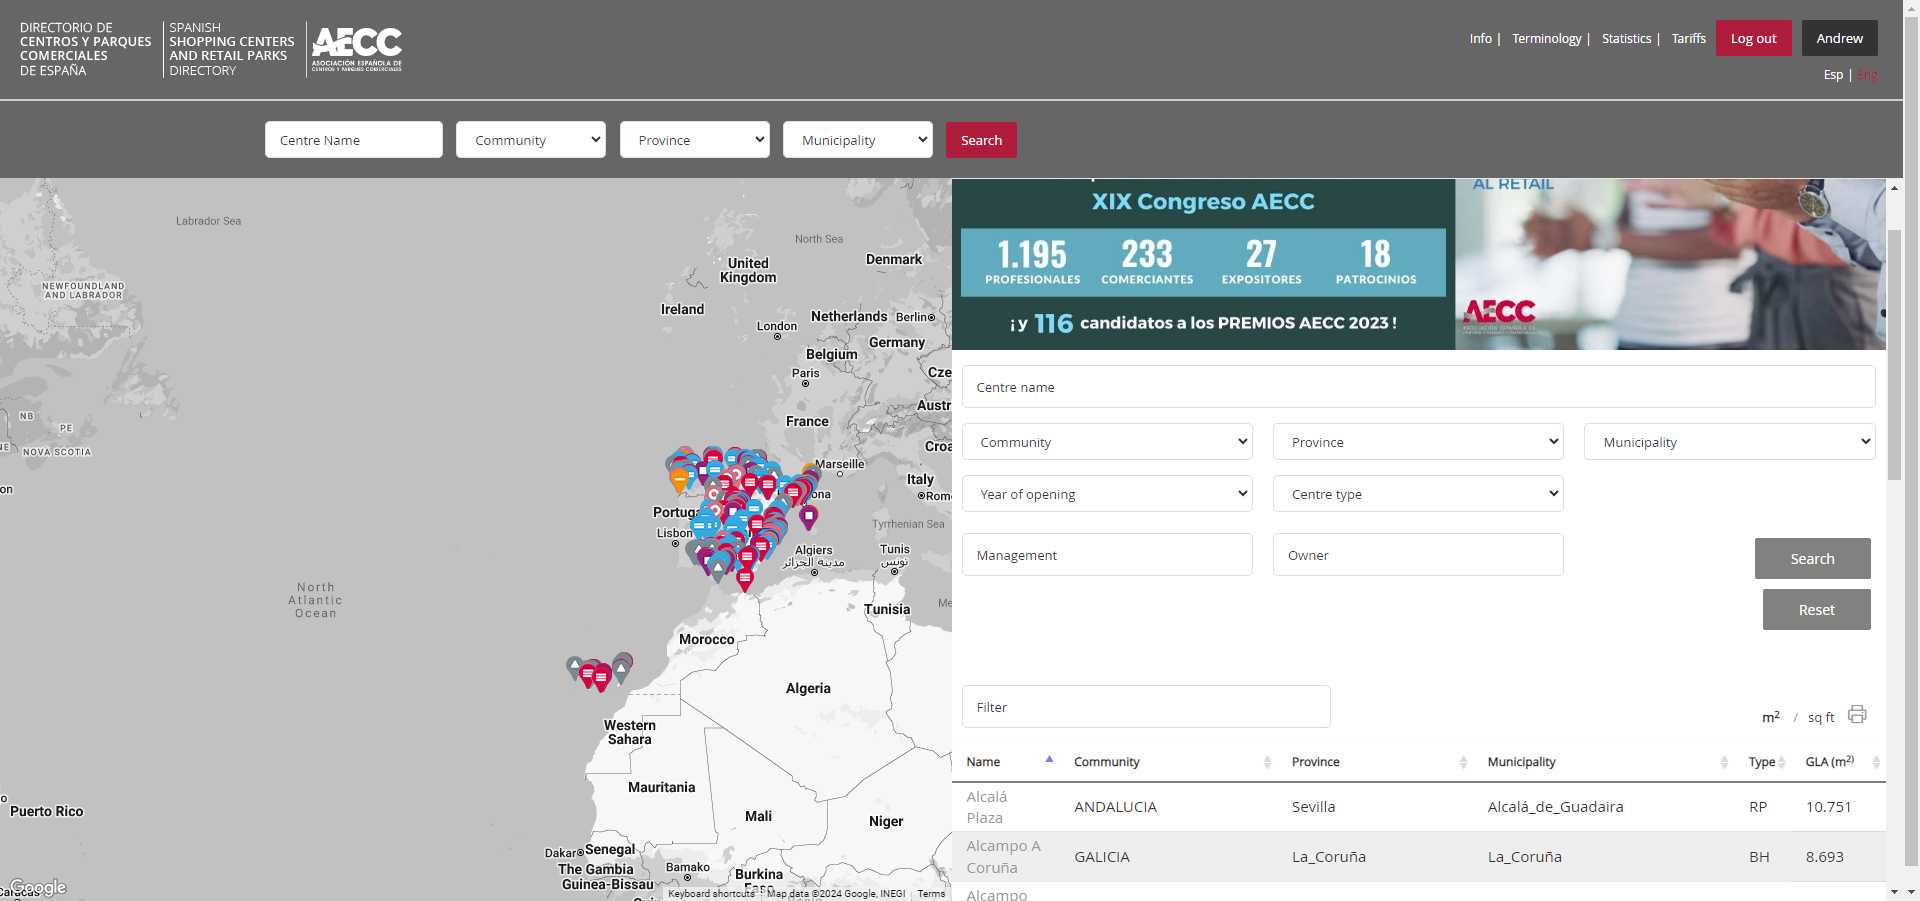 DIRECTORIO DE
CENTROS Y PARQUES
COMERCIALES
DE ESPAÑA
SPANISH
SHOPPING CENTERS
AND RETAIL PARKS
DIRECTORY
AECC
ASOCIACIÓN ESPAÑOLA DE
CENTROS Y PARQUES COMERCIALES
Info | Terminology | Statistics | Tariffs
Log out
Andrew
Esp | Eng
Centre Name
Community
Province
Municipality
Search
Labrador Sea
North Sea
Denmark
United
Kingdom
NEWFOUNDLAND
AND LABRADOR
Ireland
Netherlands
Berlin
London
Germany
Belgium
Paris
Cze
Austr
NB
PE
France
NOVA SCOTIA
Croa
Marseille
Italy
Rome
on
ona
Portuga
Tyrrhenian Sea
Lisbon
Algiers
مدينة الجزائر
Tunis
تونس
North
Atlantic
Ocean
Tunisia
Me
Morocco
Algeria
Western
Sahara
Mauritania
Puerto Rico
Mali
Niger
Dakar
Senegal
The Gambia
Bamako
Guinea-Bissau
Burkina
Faso
Google
Caracas
Keyboard shortcuts
Map data ©2024 Google, INEGI
Terms
AL RETAIL
XIX Congreso AECC
1.195
PROFESIONALES
233
COMERCIANTES
27
EXPOSITORES
18
PATROCINIOS
¡y 116 candidatos a los PREMIOS AECC 2023!
AECC
Centre name
Community
Province
Municipality
Year of opening
Centre type
Management
Owner
Search
Reset
Filter
m² / sq ft
Name Community Province Municipality Type GLA (m²)
Alcalá
Plaza
ANDALUCIA Sevilla Alcalá_de_Guadaira RP 10.751
Alcampo A
Coruña
GALICIA La_Coruña La_Coruña BH 8.693
Alcampo